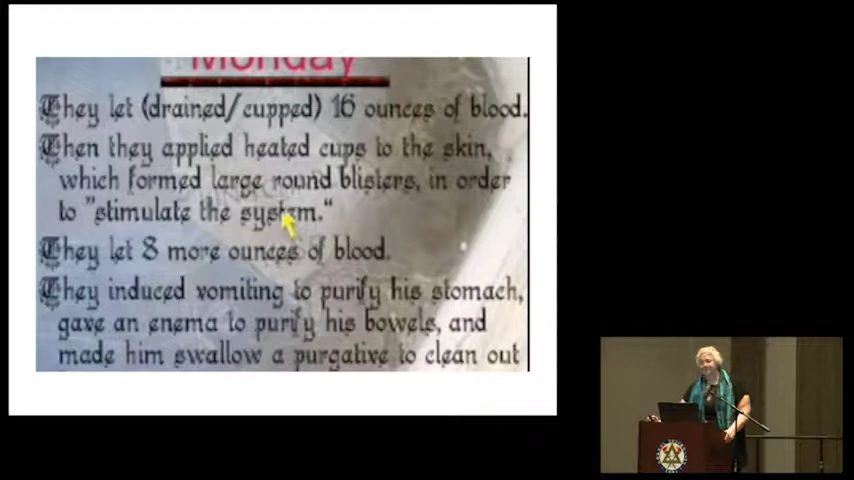 Monday
They let (drained/cupped) 16 ounces of blood.
Then they applied heated cups to the skin,
which formed large round blisters, in order
to "stimulate the system."
They let 8 more ounces of blood.
They induced vomiting to purify his stomach,
gave an enema to purify his bowels, and
made him swallow a purgative to clean out